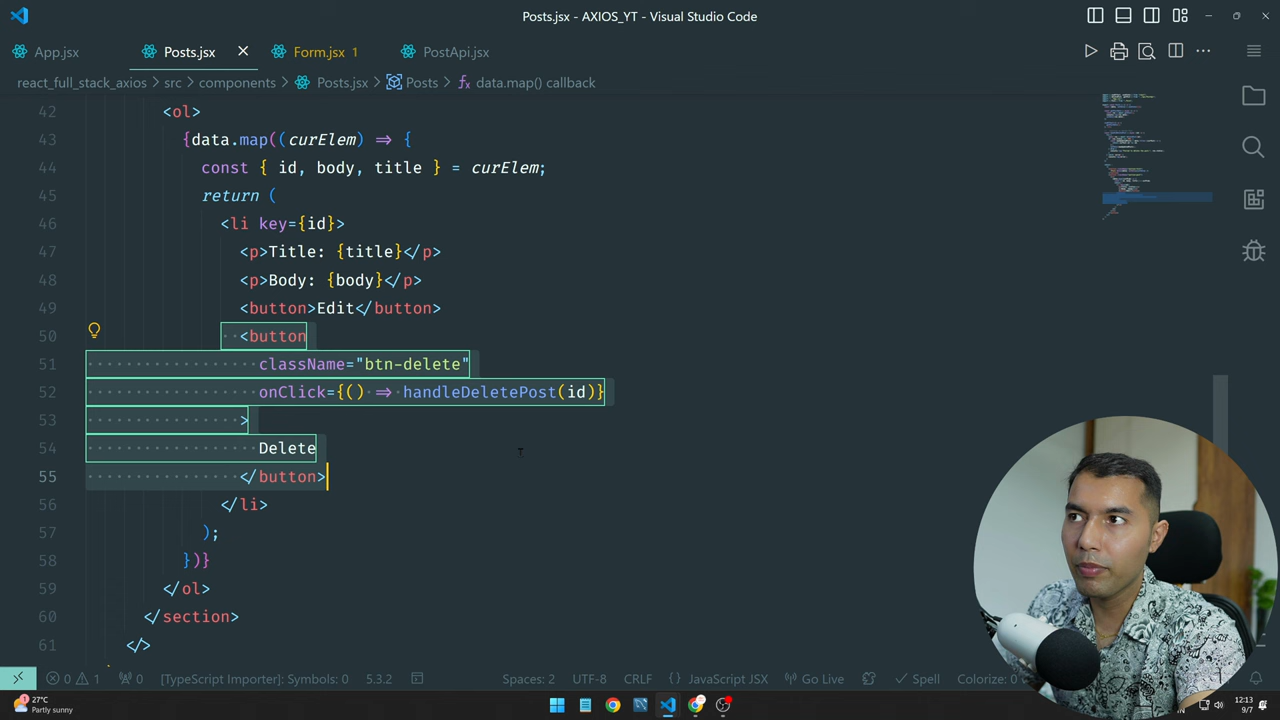 Posts.jsx - AXIOS_YT - Visual Studio Code
App.jsx Posts.jsx Form.jsx 1 PostApi.jsx
react_full_stack_axios > src > components > Posts.jsx > Posts > data.map() callback
42 <ol>
43 {data.map((curElem) => {
44 const { id, body, title } = curElem;
45 return (
46 <li key={id}>
47 <p>Title: {title}</p>
48 <p>Body: {body}</p>
49 <button>Edit</button>
50 <button
51 className="btn-delete"
52 onClick={() => handleDeletePost(id)}
53 >
54 Delete
55 </button>
56 </li>
57 );
58 })}
59 </ol>
60 </section>
61 </>
0 1 0 [TypeScript Importer]: Symbols: 0 5.3.2 Spaces: 2 UTF-8 CRLF {} JavaScript JSX Go Live Spell Colorize: 0
27°C
Partly sunny
12:13
9/7